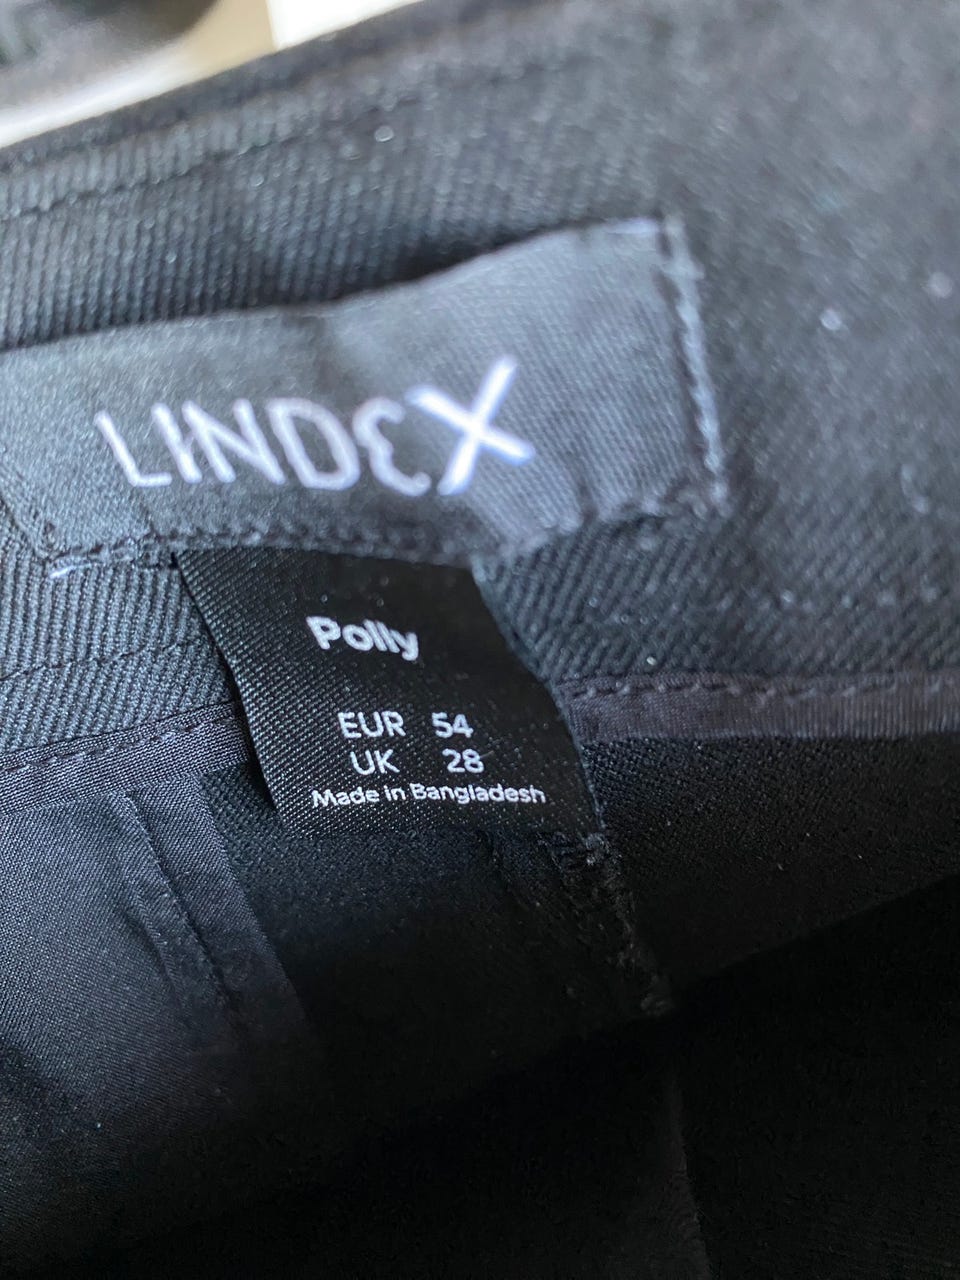 LINDEX
Polly
EUR 54
UK 28
Made in Bangladesh